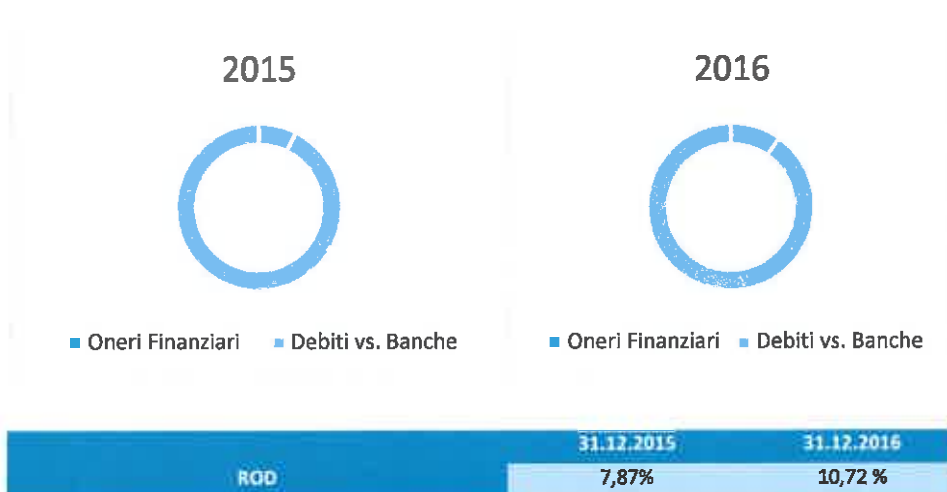 2015 2016
Oneri Finanziari Debiti vs. Banche Oneri Finanziari Debiti vs. Banche
31.12.2015 31.12.2016
ROD 7,87% 10,72 %